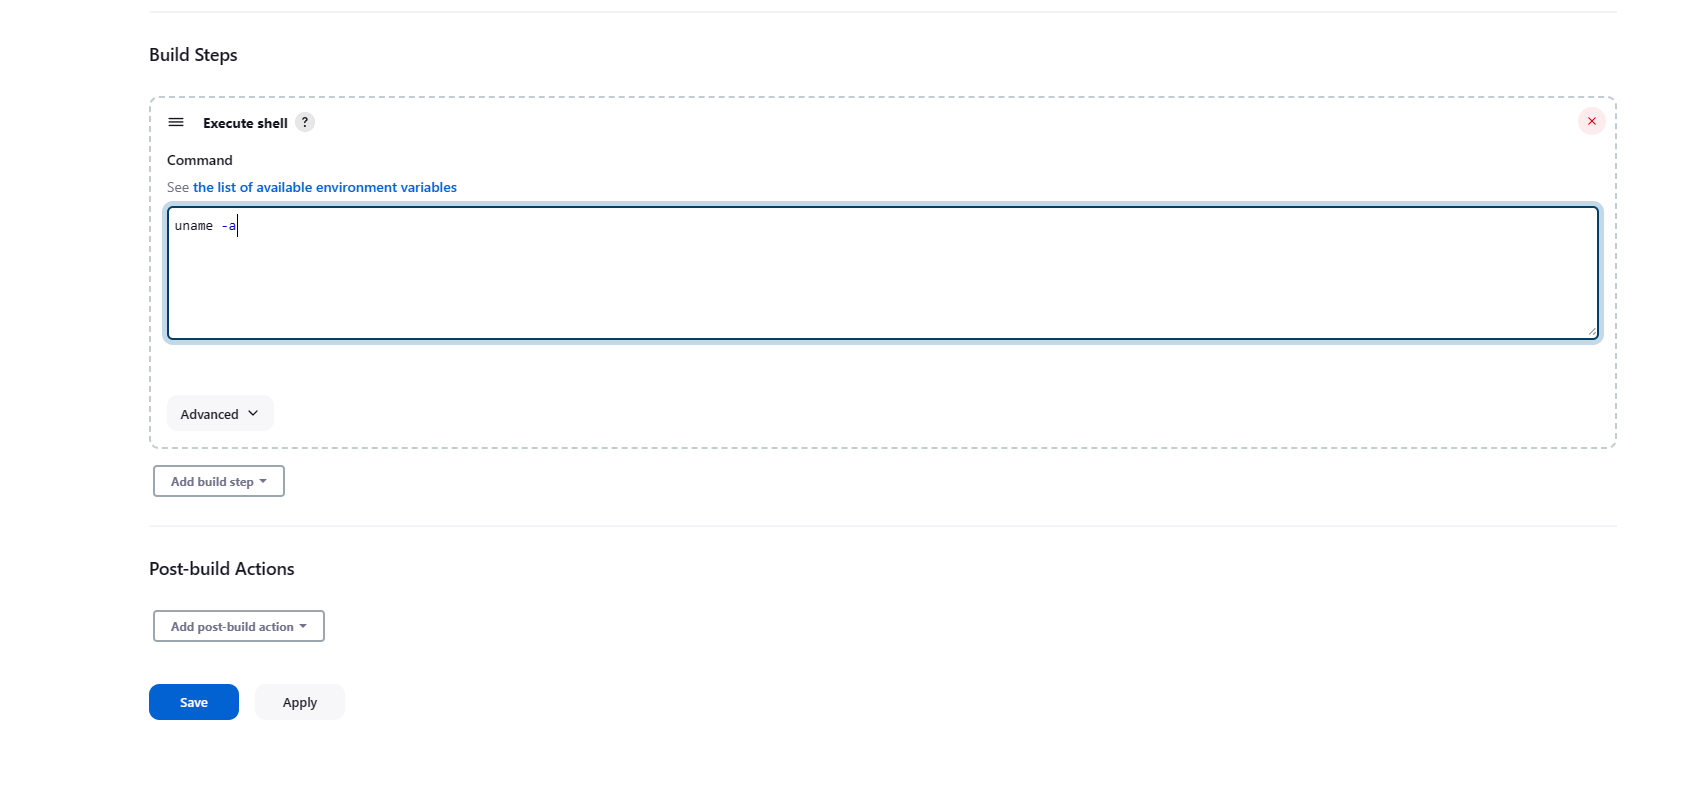 Build Steps
Execute shell ?
Command
See the list of available environment variables
uname -a
Advanced
Add build step
Post-build Actions
Add post-build action
Save Apply